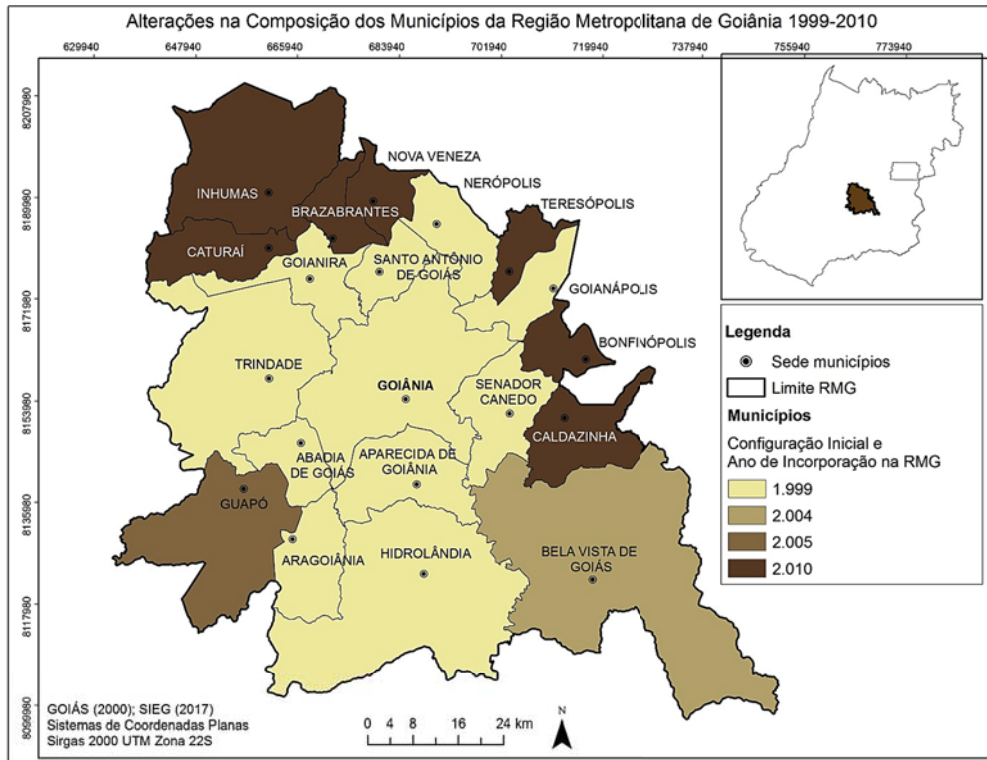 Alterações na Composição dos Municípios da Região Metropolitana de Goiânia 1999-2010
629940 647940 665940 683940 701940 719940 737940 755940 773940
8207980
8189980
8171980
8153980
8135980
8117980
8099980
NOVA VENEZA
NERÓPOLIS
INHUMAS
BRAZABRANTES
TERESÓPOLIS
CATURAÍ
GOIANIRA
SANTO ANTÔNIO
DE GOIÁS
GOIANÁPOLIS
BONFINÓPOLIS
TRINDADE
GOIÂNIA
SENADOR
CANEDO
CALDAZINHA
ABADIA
DE GOIÁS
APARECIDA DE
GOIÂNIA
GUAPÓ
ARAGOIÂNIA
HIDROLÂNDIA
BELA VISTA DE
GOIÁS
Legenda
Sede municípios
Limite RMG
Municípios
Configuração Inicial e
Ano de Incorporação na RMG
1.999
2.004
2.005
2.010
GOIÁS (2000); SIEG (2017)
Sistemas de Coordenadas Planas
Sirgas 2000 UTM Zona 22S
0 4 8 16 24 km
N